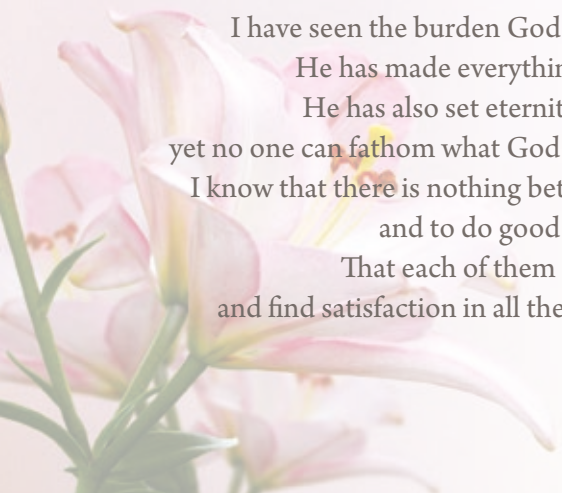 I have seen the burden God
He has made everythin
He has also set eternit
yet no one can fathom what God
I know that there is nothing bet
and to do good
That each of them
and find satisfaction in all the